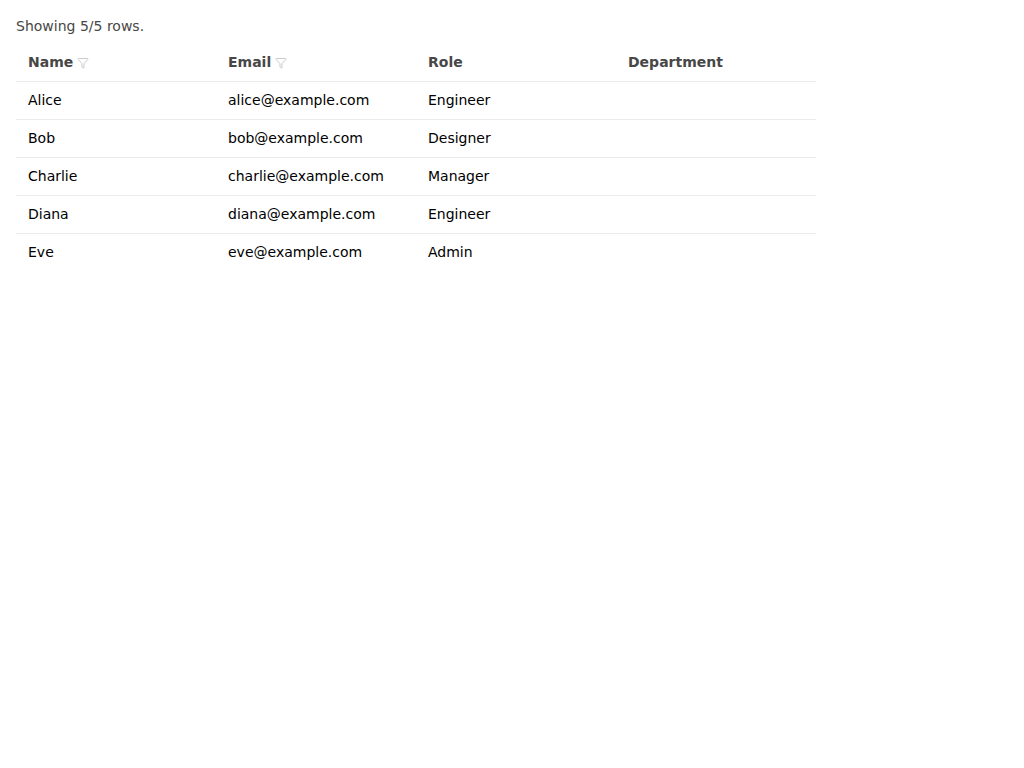 Showing 5/5 rows.
Name Email Role Department
Alice alice@example.com Engineer
Bob bob@example.com Designer
Charlie charlie@example.com Manager
Diana diana@example.com Engineer
Eve eve@example.com Admin